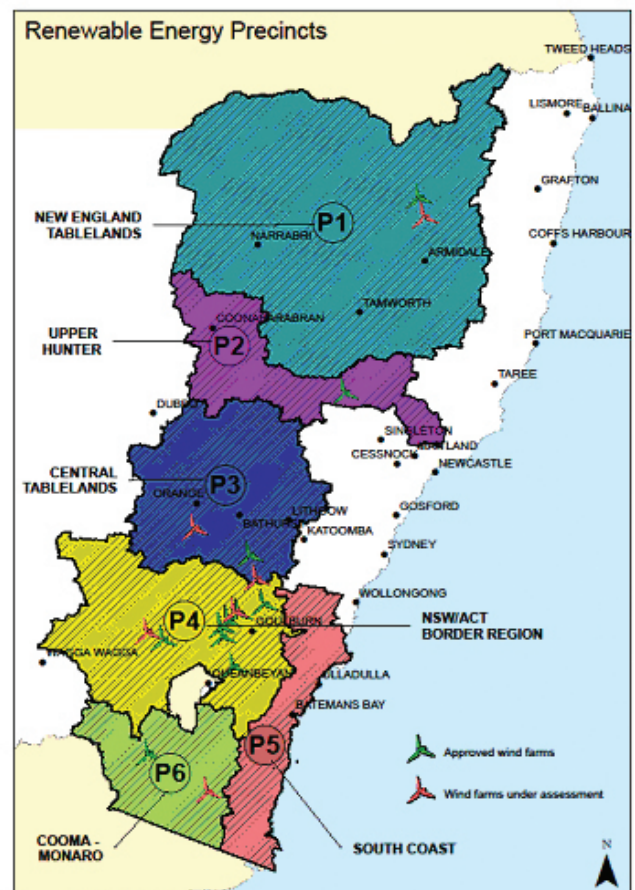 Renewable Energy Precincts
TWEED HEADS
LISMORE
BALLINA
GRAFTON
NEW ENGLAND
TABLELANDS
P1
NARRABRI
COFFS HARBOUR
ARMIDALE
TAMWORTH
UPPER
HUNTER
COONABARABRAN
P2
PORT MACQUARIE
TAREE
DUBBO
SINGLETON
MAITLAND
CESSNOCK
NEWCASTLE
CENTRAL
TABLELANDS
P3
ORANGE
BATHURST
LITHGOW
GOSFORD
KATOOMBA
SYDNEY
WOLLONGONG
P4
GOULBURN
NSW/ACT
BORDER REGION
WAGGA WAGGA
QUEANBEYAN
ULLADULLA
BATEMANS BAY
P5
P6
Approved wind farms
Wind farms under assessment
COOMA -
MONARO
SOUTH COAST
N